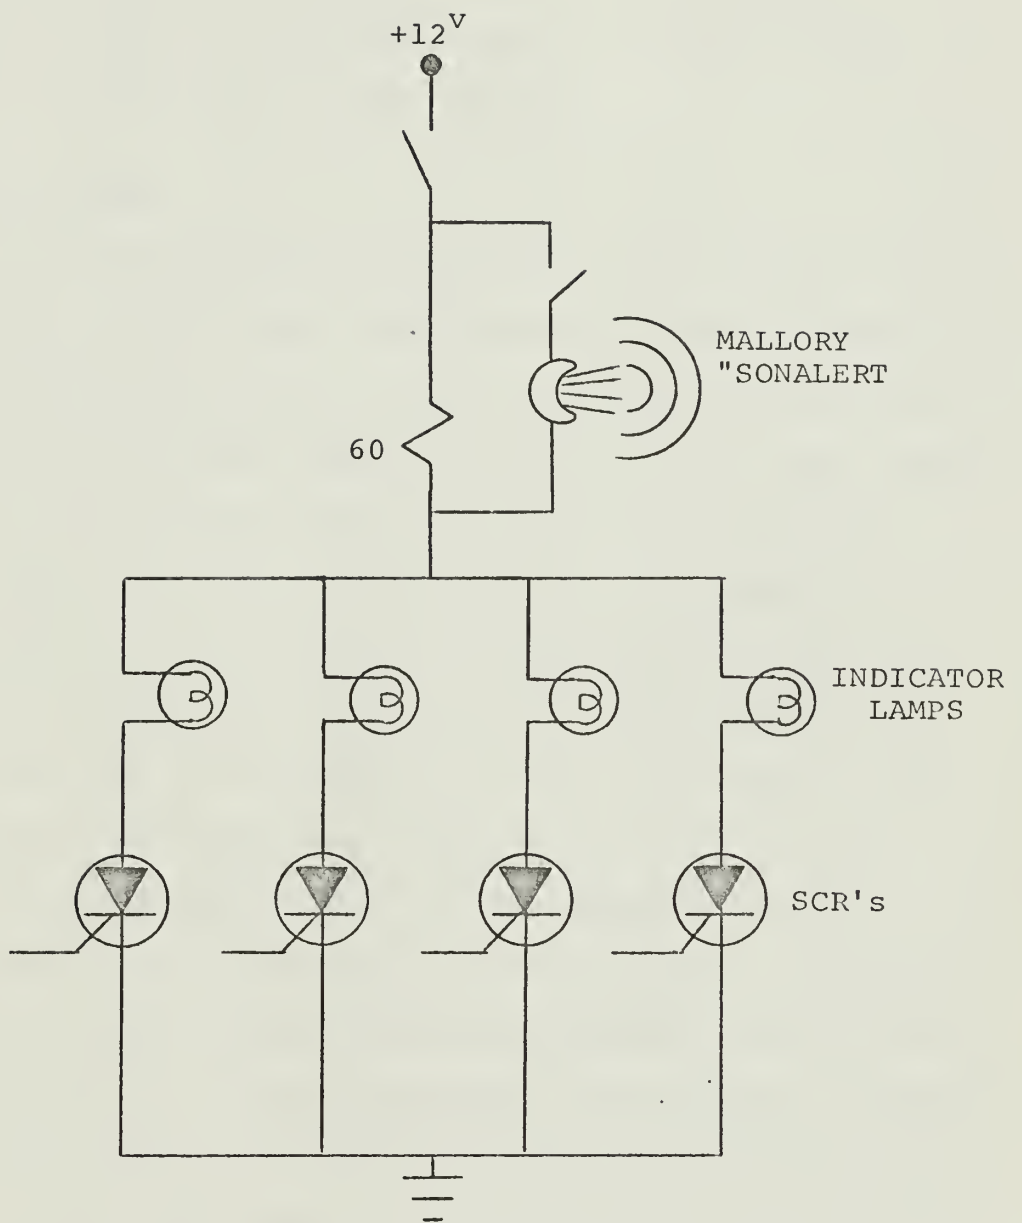 +12V
MALLORY
"SONALERT
60
INDICATOR
LAMPS
SCR's